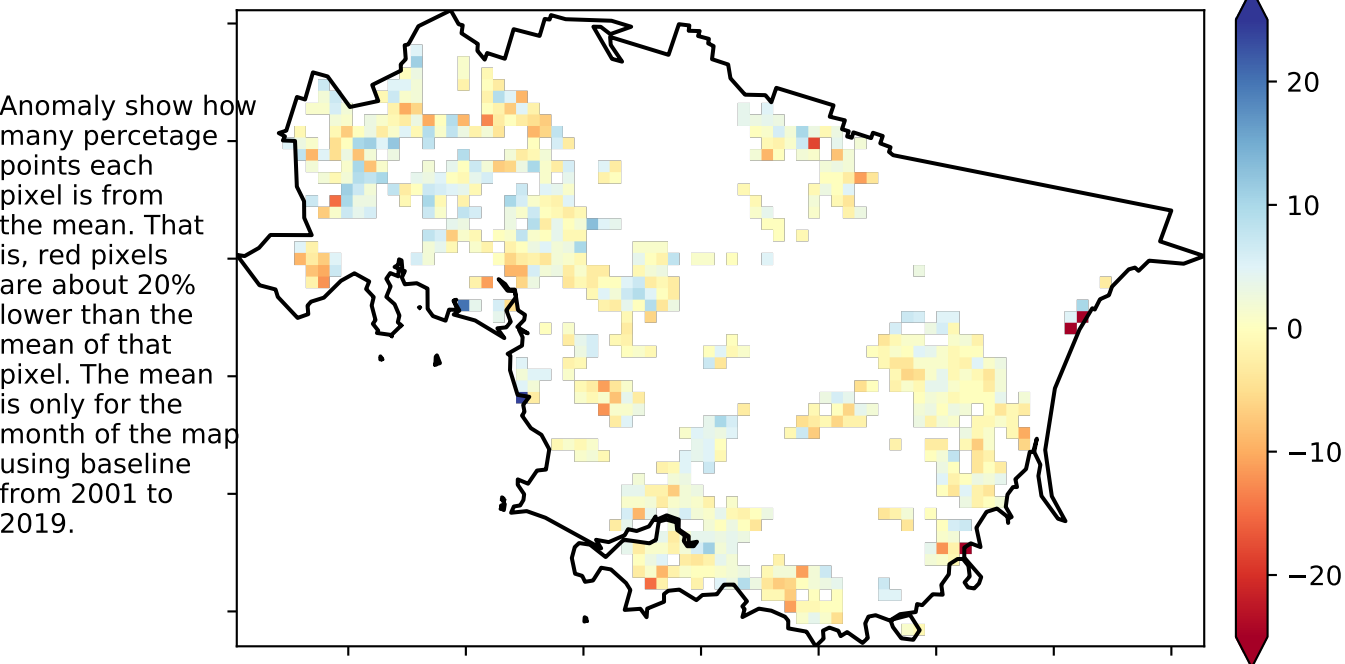 Anomaly show how
many percetage
points each
pixel is from
the mean. That
is, red pixels
are about 20%
lower than the
mean of that
pixel. The mean
is only for the
month of the map
using baseline
from 2001 to
2019.
20
10
0
−10
−20